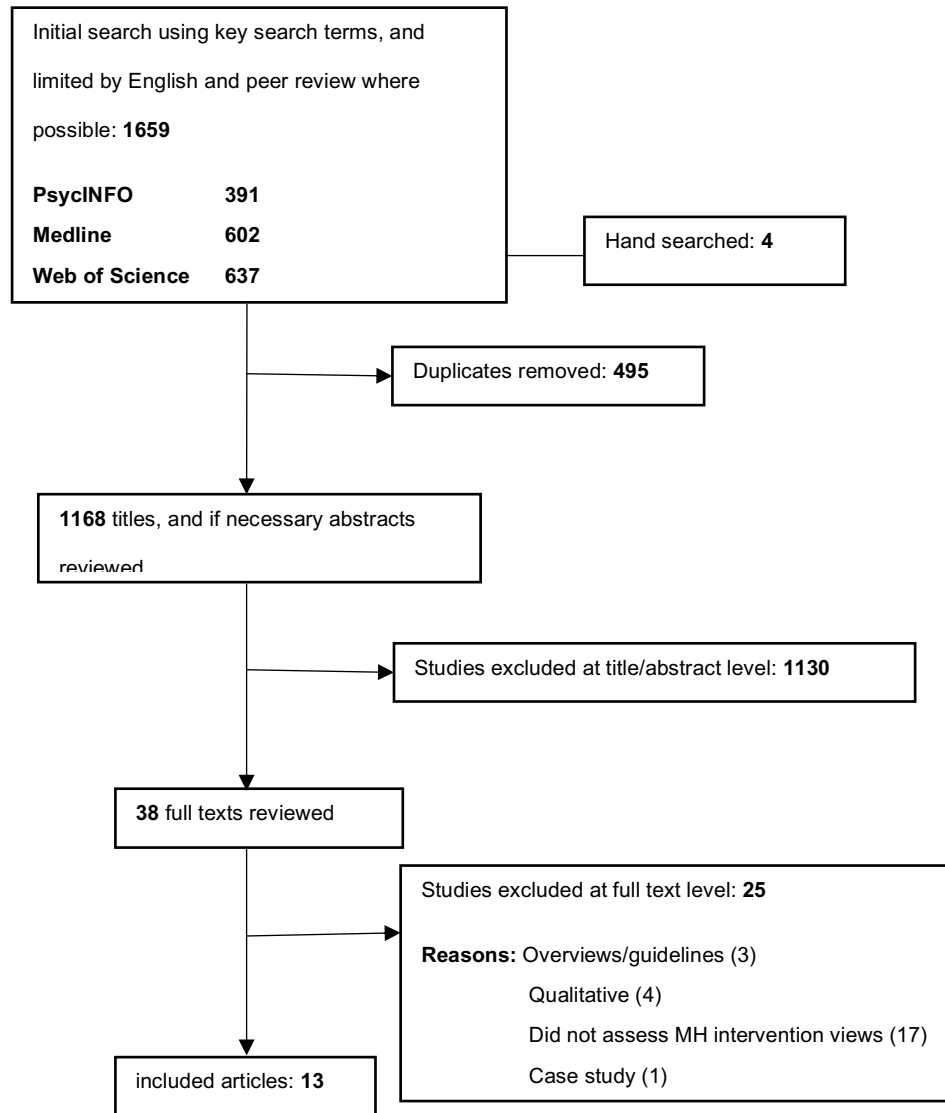 Initial search using key search terms, and
limited by English and peer review where
possible: 1659
PsycINFO 391
Medline 602
Web of Science 637
Hand searched: 4
Duplicates removed: 495
1168 titles, and if necessary abstracts
reviewed
Studies excluded at title/abstract level: 1130
38 full texts reviewed
Studies excluded at full text level: 25
Reasons: Overviews/guidelines (3)
Qualitative (4)
Did not assess MH intervention views (17)
Case study (1)
included articles: 13